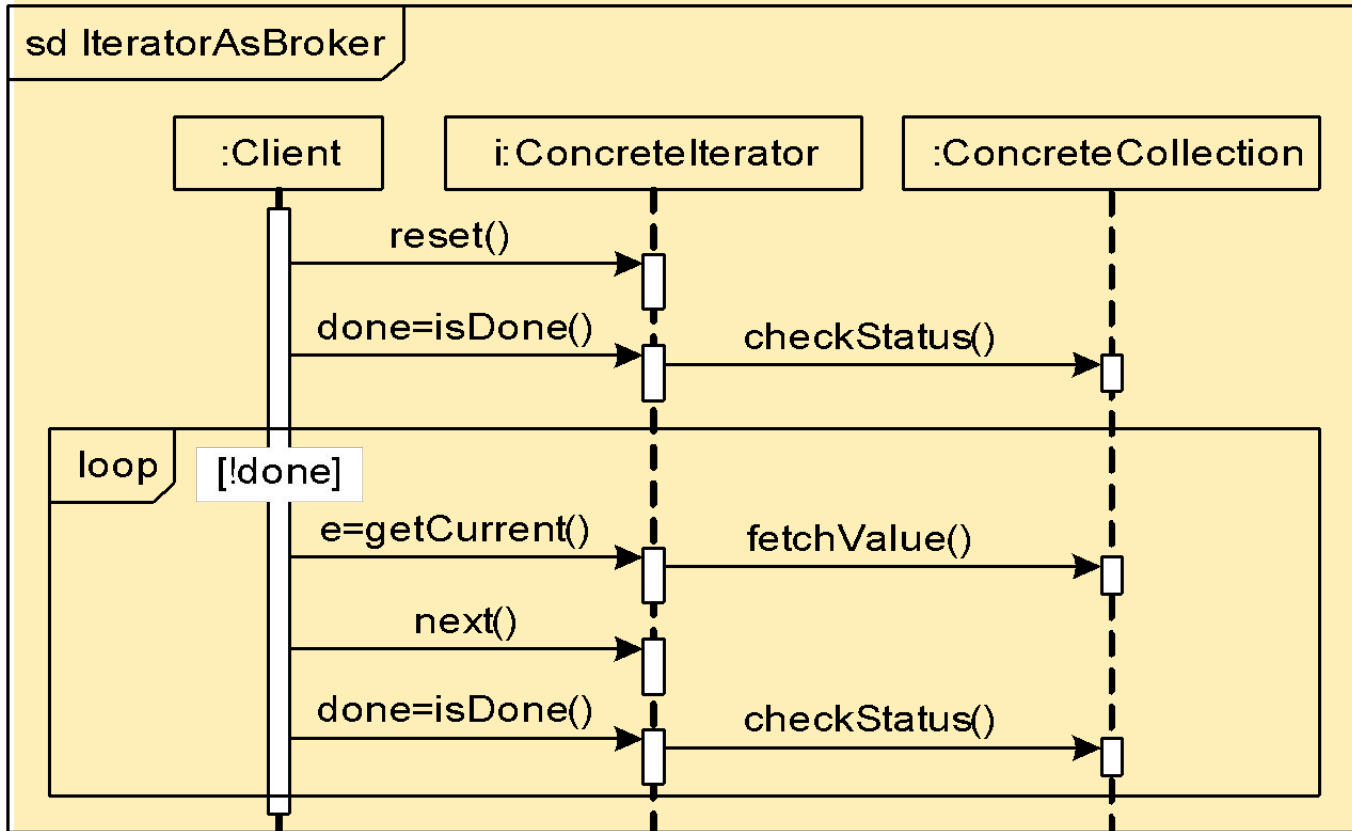 sd IteratorAsBroker
:Client
i:ConcreteIterator
:ConcreteCollection
reset()
done=isDone()
checkStatus()
loop
[!done]
e=getCurrent()
fetchValue()
next()
done=isDone()
checkStatus()